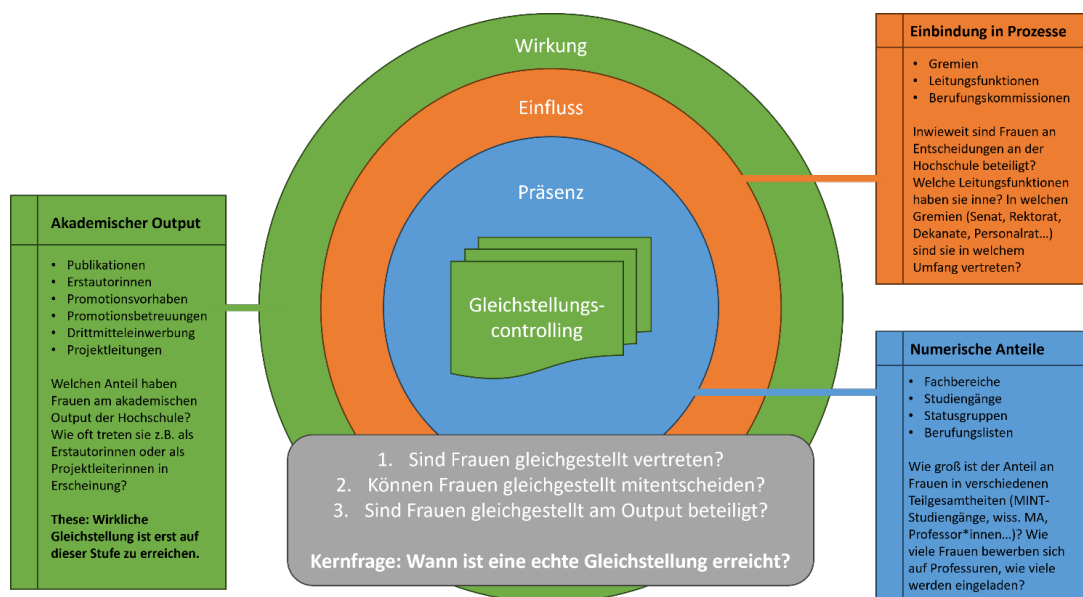 Wirkung
Einfluss
Präsenz
Gleichstellungs-
controlling
Akademischer Output
• Publikationen
• Erstautorinnen
• Promotionsvorhaben
• Promotionsbetreuungen
• Drittmitteleinwerbung
• Projektleitungen
Welchen Anteil haben
Frauen am akademischen
Output der Hochschule?
Wie oft treten sie z.B. als
Erstautorinnen oder als
Projektleiterinnen in
Erscheinung?
These: Wirkliche
Gleichstellung ist erst auf
dieser Stufe zu erreichen.
Einbindung in Prozesse
• Gremien
• Leitungsfunktionen
• Berufungskommissionen
Inwieweit sind Frauen an
Entscheidungen an der
Hochschule beteiligt?
Welche Leitungsfunktionen
haben sie inne? In welchen
Gremien (Senat, Rektorat,
Dekanate, Personalrat...)
sind sie in welchem
Umfang vertreten?
Numerische Anteile
• Fachbereiche
• Studiengänge
• Statusgruppen
• Berufungslisten
Wie groß ist der Anteil an
Frauen in verschiedenen
Teilgesamtheiten (MINT-
Studiengänge, wiss. MA,
Professor*innen...)? Wie
viele Frauen bewerben sich
auf Professuren, wie viele
werden eingeladen?
1. Sind Frauen gleichgestellt vertreten?
2. Können Frauen gleichgestellt mitentscheiden?
3. Sind Frauen gleichgestellt am Output beteiligt?
Kernfrage: Wann ist eine echte Gleichstellung erreicht?